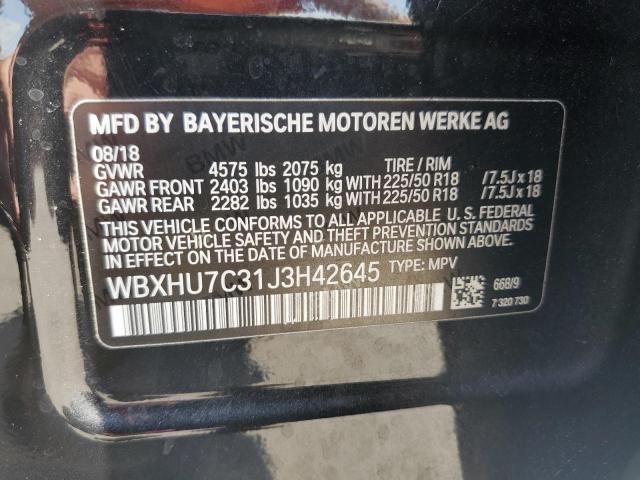 MFD BY BAYERISCHE MOTOREN WERKE AG
08/18
GVWR 4575 lbs 2075 kg TIRE / RIM
GAWR FRONT 2403 lbs 1090 kg WITH 225/50 R18 /7.5J x 18
GAWR REAR 2282 lbs 1035 kg WITH 225/50 R18 /7.5J x 18
THIS VEHICLE CONFORMS TO ALL APPLICABLE U. S. FEDERAL
MOTOR VEHICLE SAFETY AND THEFT PREVENTION STANDARDS
IN EFFECT ON THE DATE OF MANUFACTURE SHOWN ABOVE.
WBXHU7C31J3H42645 TYPE: MPV
668/9
7 320 730